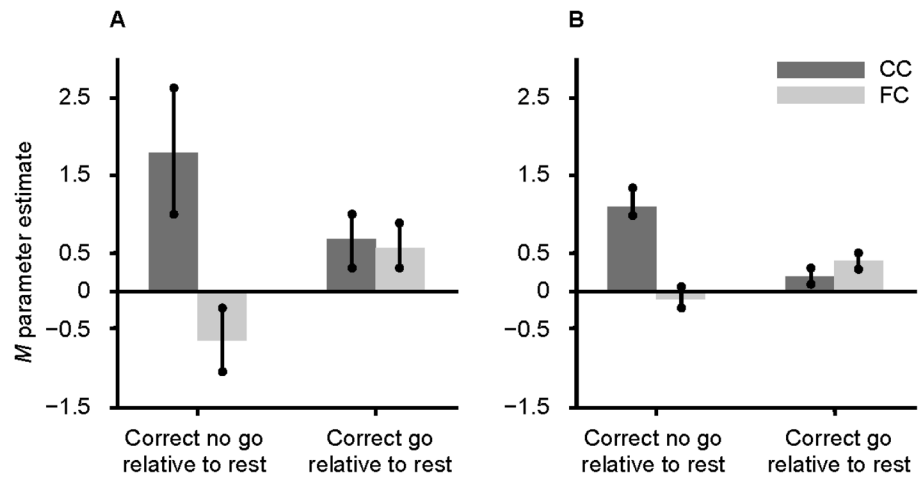 A
2.5
1.5
0.5
0
−0.5
−1.5
M parameter estimate
Correct no go
relative to rest
Correct go
relative to rest
B
CC
FC
2.5
1.5
0.5
0
−0.5
−1.5
Correct no go
relative to rest
Correct go
relative to rest